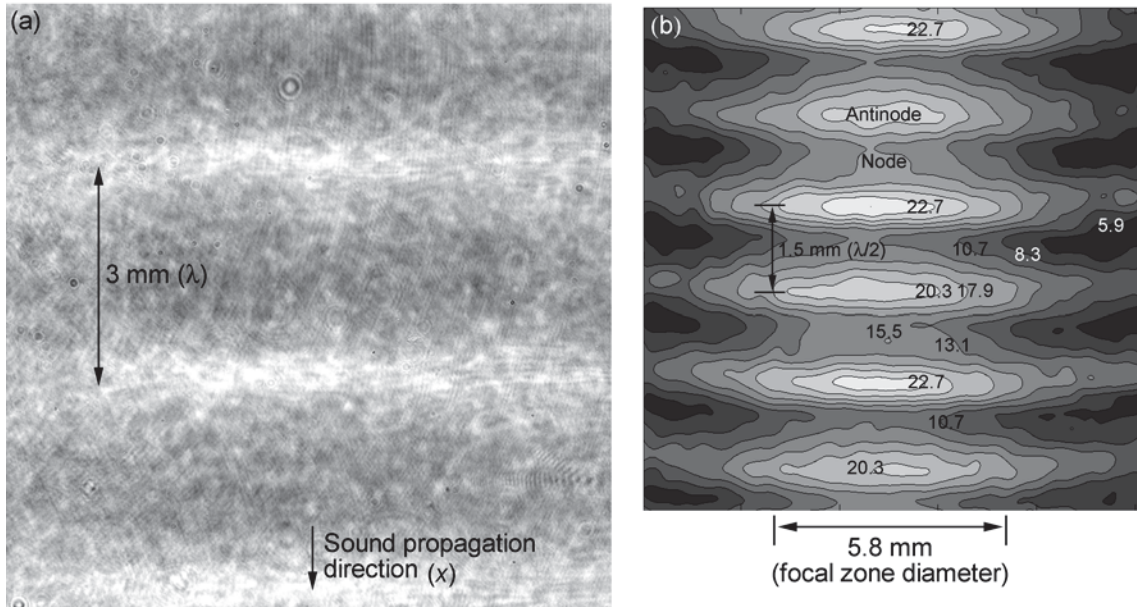 (a)
3 mm (λ)
Sound propagation
direction (x)
(b)
22.7
Antinode
Node
22.7
5.9
1.5 mm (λ/2)
10.7
8.3
20.3 17.9
15.5
13.1
22.7
10.7
20.3
5.8 mm
(focal zone diameter)